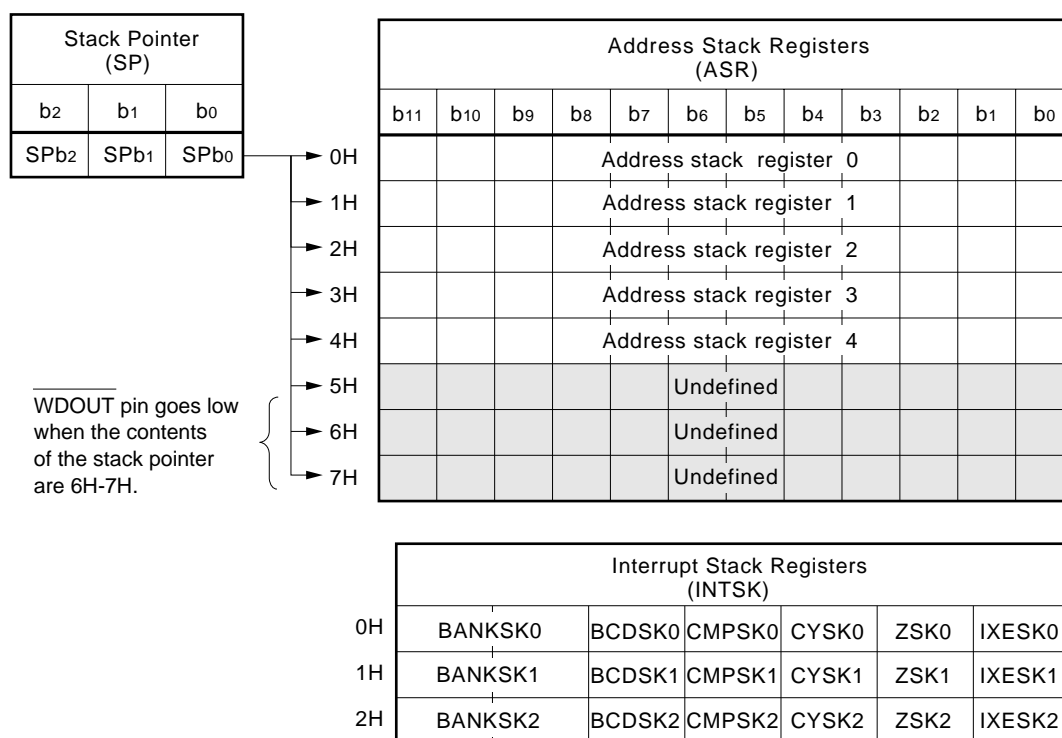 Stack Pointer
(SP)
b2 b1 b0
SPb2 SPb1 SPb0
Address Stack Registers
(ASR)
b11 b10 b9 b8 b7 b6 b5 b4 b3 b2 b1 b0
0H Address stack register 0
1H Address stack register 1
2H Address stack register 2
3H Address stack register 3
4H Address stack register 4
5H Undefined
6H Undefined
7H Undefined
WDOUT pin goes low
when the contents
of the stack pointer
are 6H-7H.
Interrupt Stack Registers
(INTSK)
0H BANKSK0 BCDSK0 CMPSK0 CYSK0 ZSK0 IXESK0
1H BANKSK1 BCDSK1 CMPSK1 CYSK1 ZSK1 IXESK1
2H BANKSK2 BCDSK2 CMPSK2 CYSK2 ZSK2 IXESK2